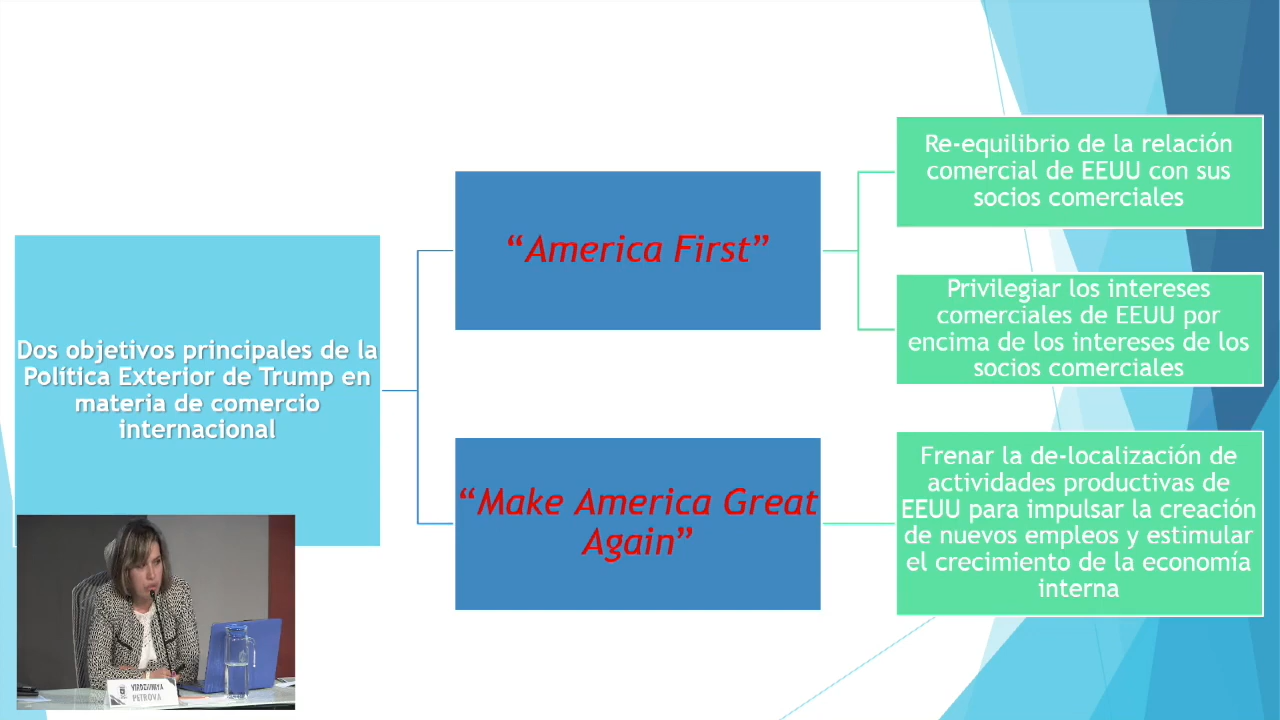 Dos objetivos principales de la
Política Exterior de Trump en
materia de comercio
internacional
“America First”
“Make America Great
Again”
Re-equilibrio de la relación
comercial de EEUU con sus
socios comerciales
Privilegiar los intereses
comerciales de EEUU por
encima de los intereses de los
socios comerciales
Frenar la de-localización de
actividades productivas de
EEUU para impulsar la creación
de nuevos empleos y estimular
el crecimiento de la economía
interna
VIRDZHINIYA
PETROVA